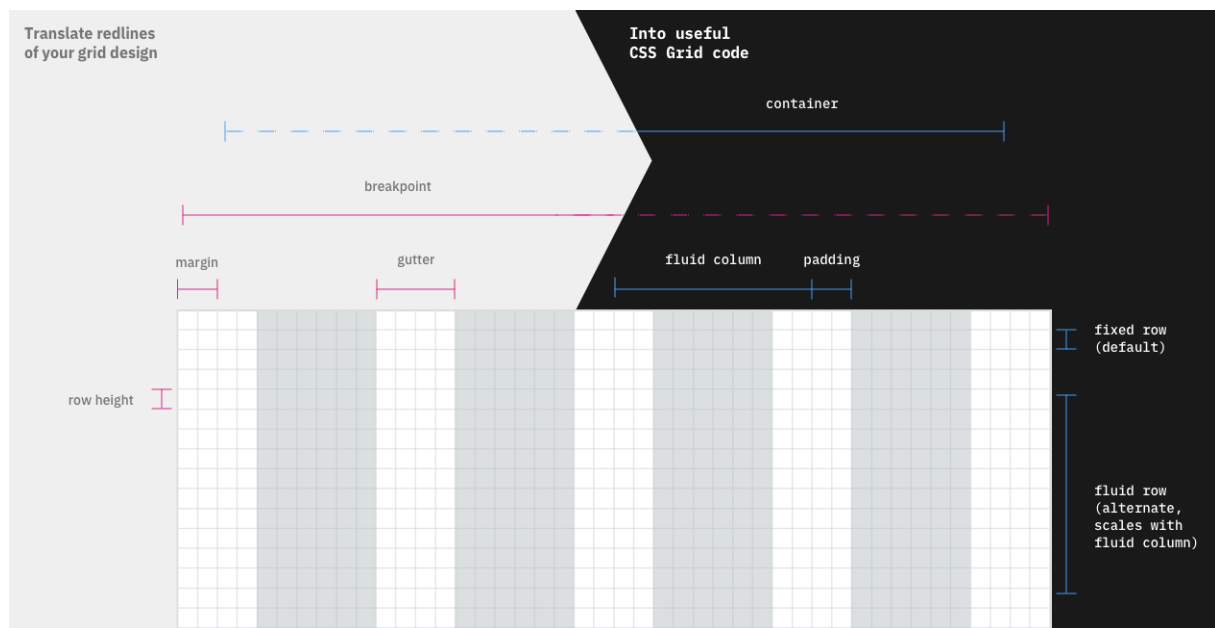 Translate redlines
of your grid design
Into useful
CSS Grid code
container
breakpoint
margin
gutter
fluid column
padding
fixed row
(default)
row height
fluid row
(alternate,
scales with
fluid column)